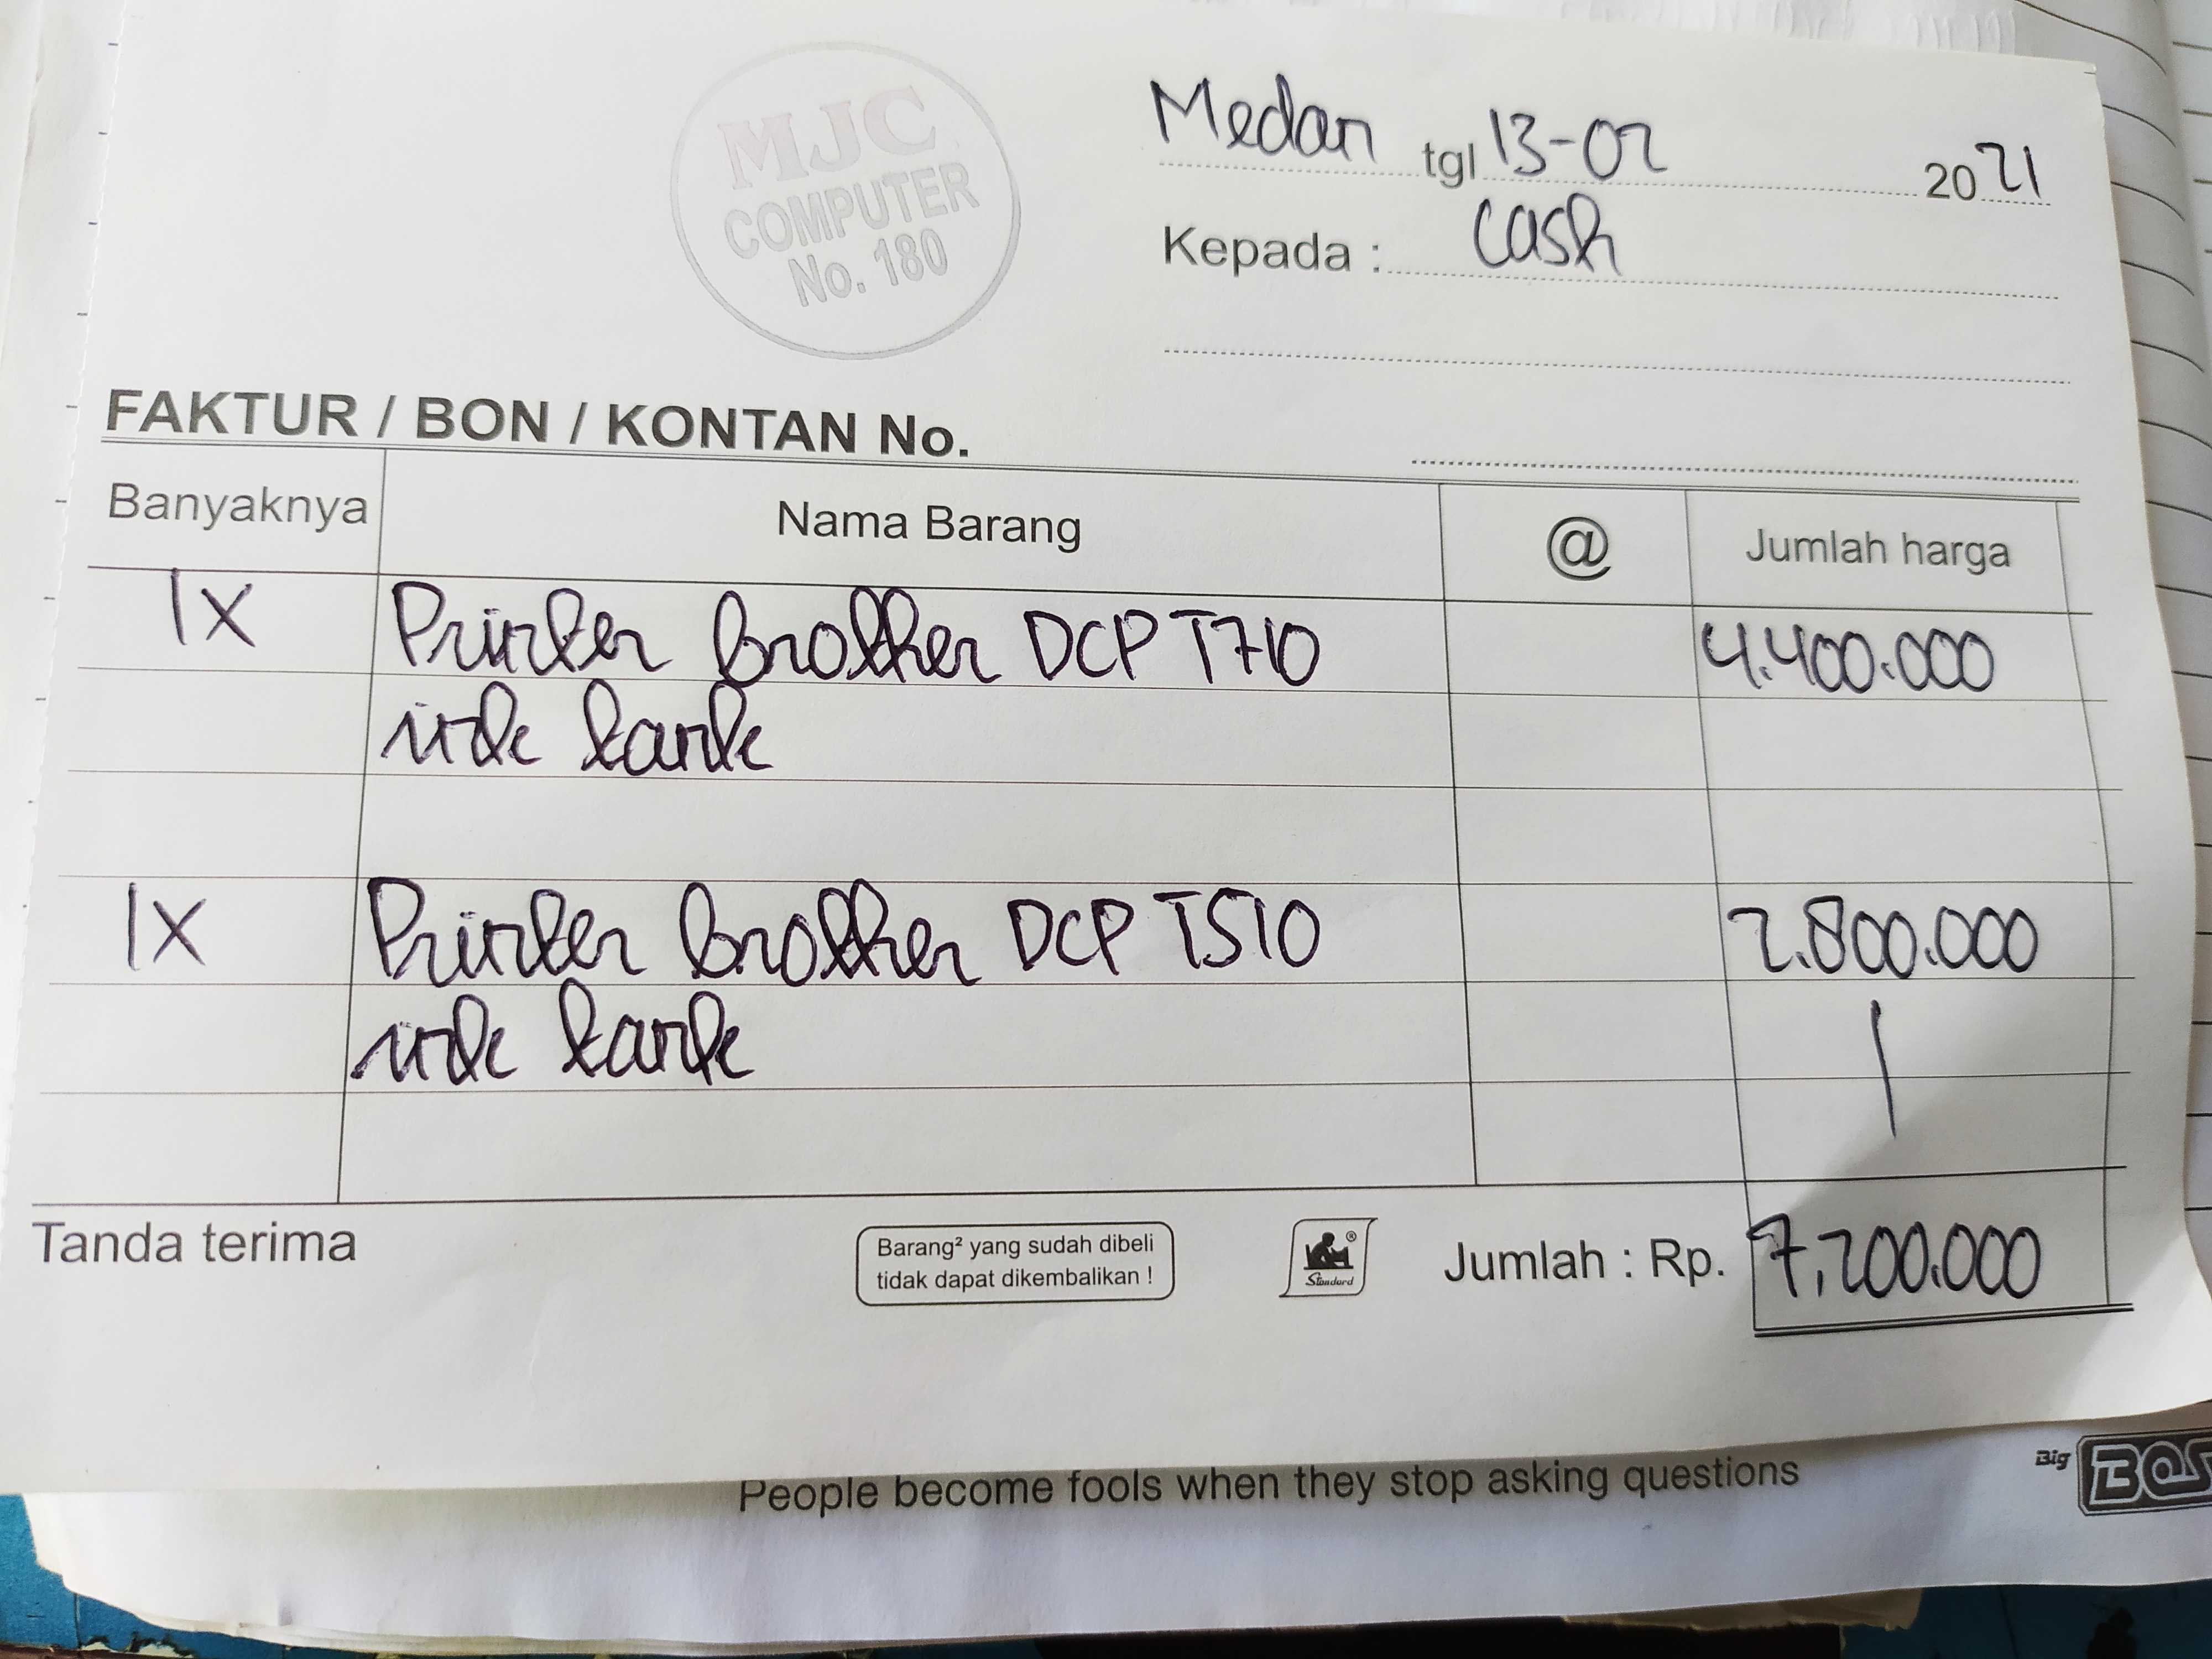 MJC
COMPUTER
No. 180
Medan tgl 13-02 2021
Kepada : Cash
FAKTUR / BON / KONTAN No.
Banyaknya Nama Barang @ Jumlah harga
1X Printer brother DCP T710 4.400.000
ink tank
1X Printer brother DCP T510 2.800.000
ink tank
Tanda terima
Barang² yang sudah dibeli
tidak dapat dikembalikan !
Standard ®
Jumlah : Rp. 7.200.000
People become fools when they stop asking questions
Big